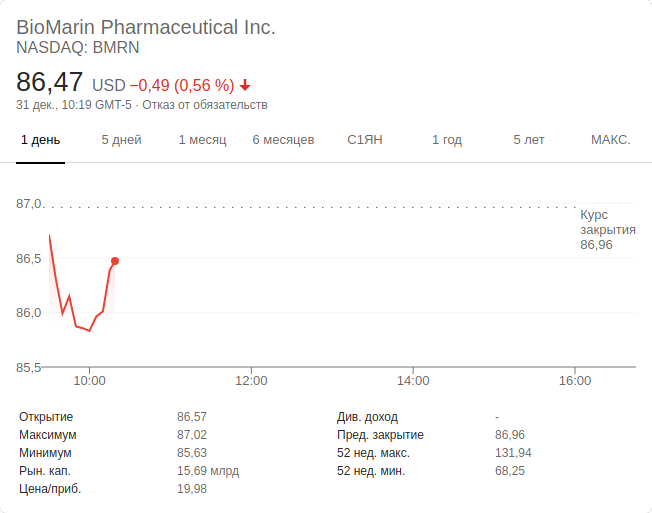 BioMarin Pharmaceutical Inc.
NASDAQ: BMRN
86,47 USD −0,49 (0,56 %)
31 дек., 10:19 GMT-5 · Отказ от обязательств
1 день 5 дней 1 месяц 6 месяцев С1ЯН 1 год 5 лет МАКС.
87,0
Курс
закрытия
86,96
86,5
86,0
85,5
10:00 12:00 14:00 16:00
Открытие 86,57 Див. доход -
Максимум 87,02 Пред. закрытие 86,96
Минимум 85,63 52 нед. макс. 131,94
Рын. кап. 15,69 млрд 52 нед. мин. 68,25
Цена/приб. 19,98